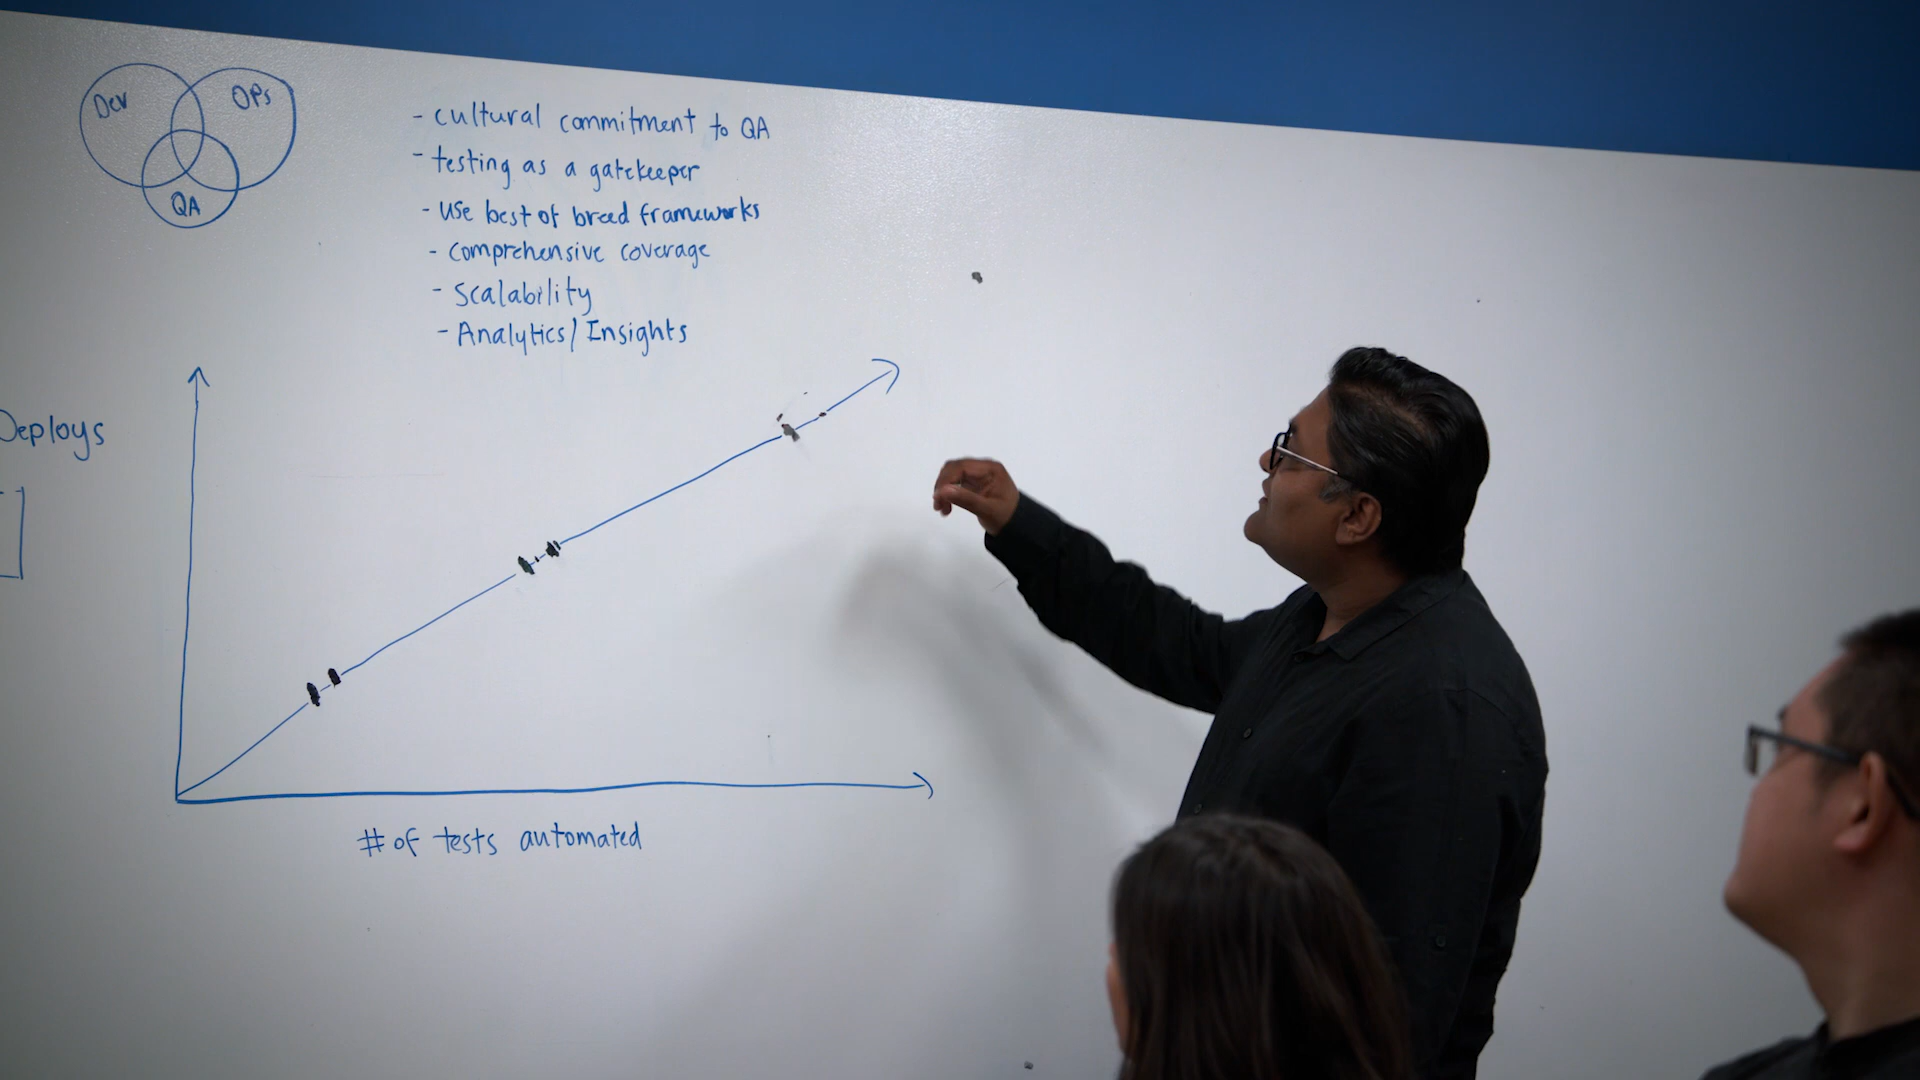 Dev
OPs
QA
- cultural commitment to QA
- testing as a gatekeeper
- use best of breed frameworks
- comprehensive coverage
- Scalability
- Analytics/Insights
Deploys
# of tests automated